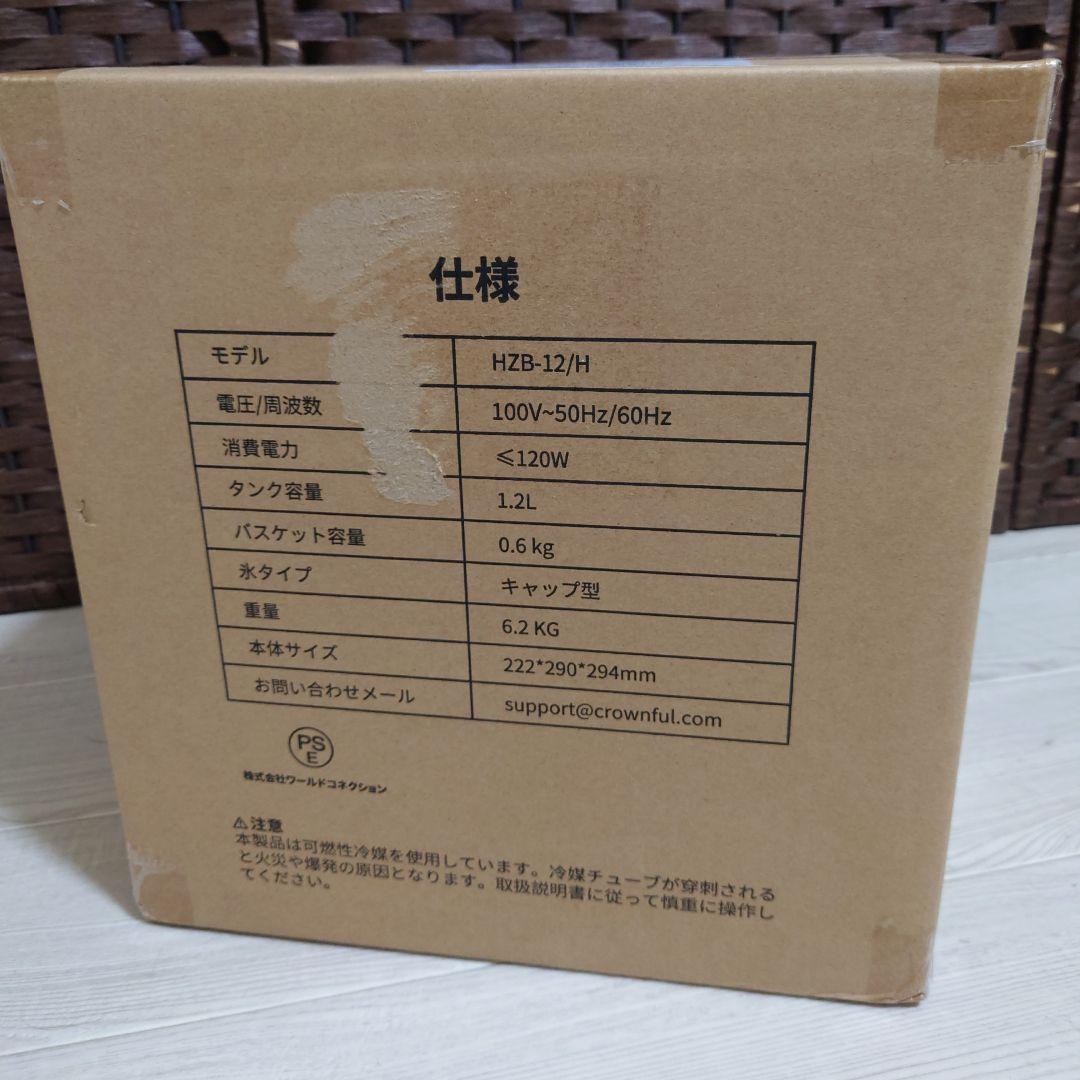 仕様
モデル HZB-12/H
電圧/周波数 100V~50Hz/60Hz
消費電力 ≤120W
タンク容量 1.2L
バスケット容量 0.6 kg
氷タイプ キャップ型
重量 6.2 KG
本体サイズ 222*290*294mm
お問い合わせメール support@crownful.com
PS
E
株式会社ワールドコネクション
⚠注意
本製品は可燃性冷媒を使用しています。冷媒チューブが穿刺される
と火災や爆発の原因となります。取扱説明書に従って慎重に操作し
てください。